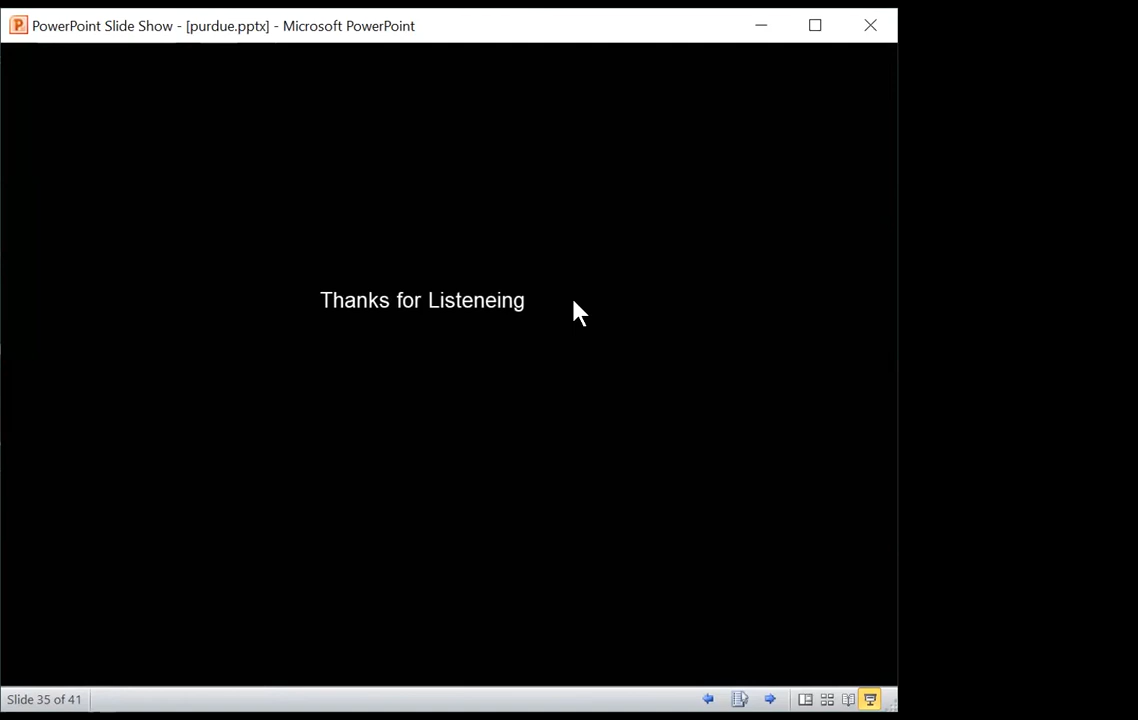 PowerPoint Slide Show - [purdue.pptx] - Microsoft PowerPoint
Thanks for Listeneing
Slide 35 of 41